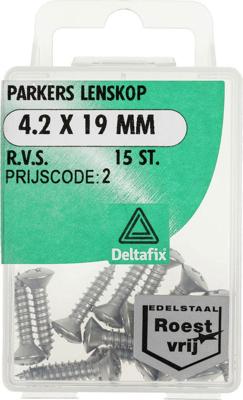 PARKERS LENSKOP
4.2 X 19 MM
R.V.S. 15 ST.
PRIJSCODE: 2
Deltafix
EDELSTAAL
Roest
vrij